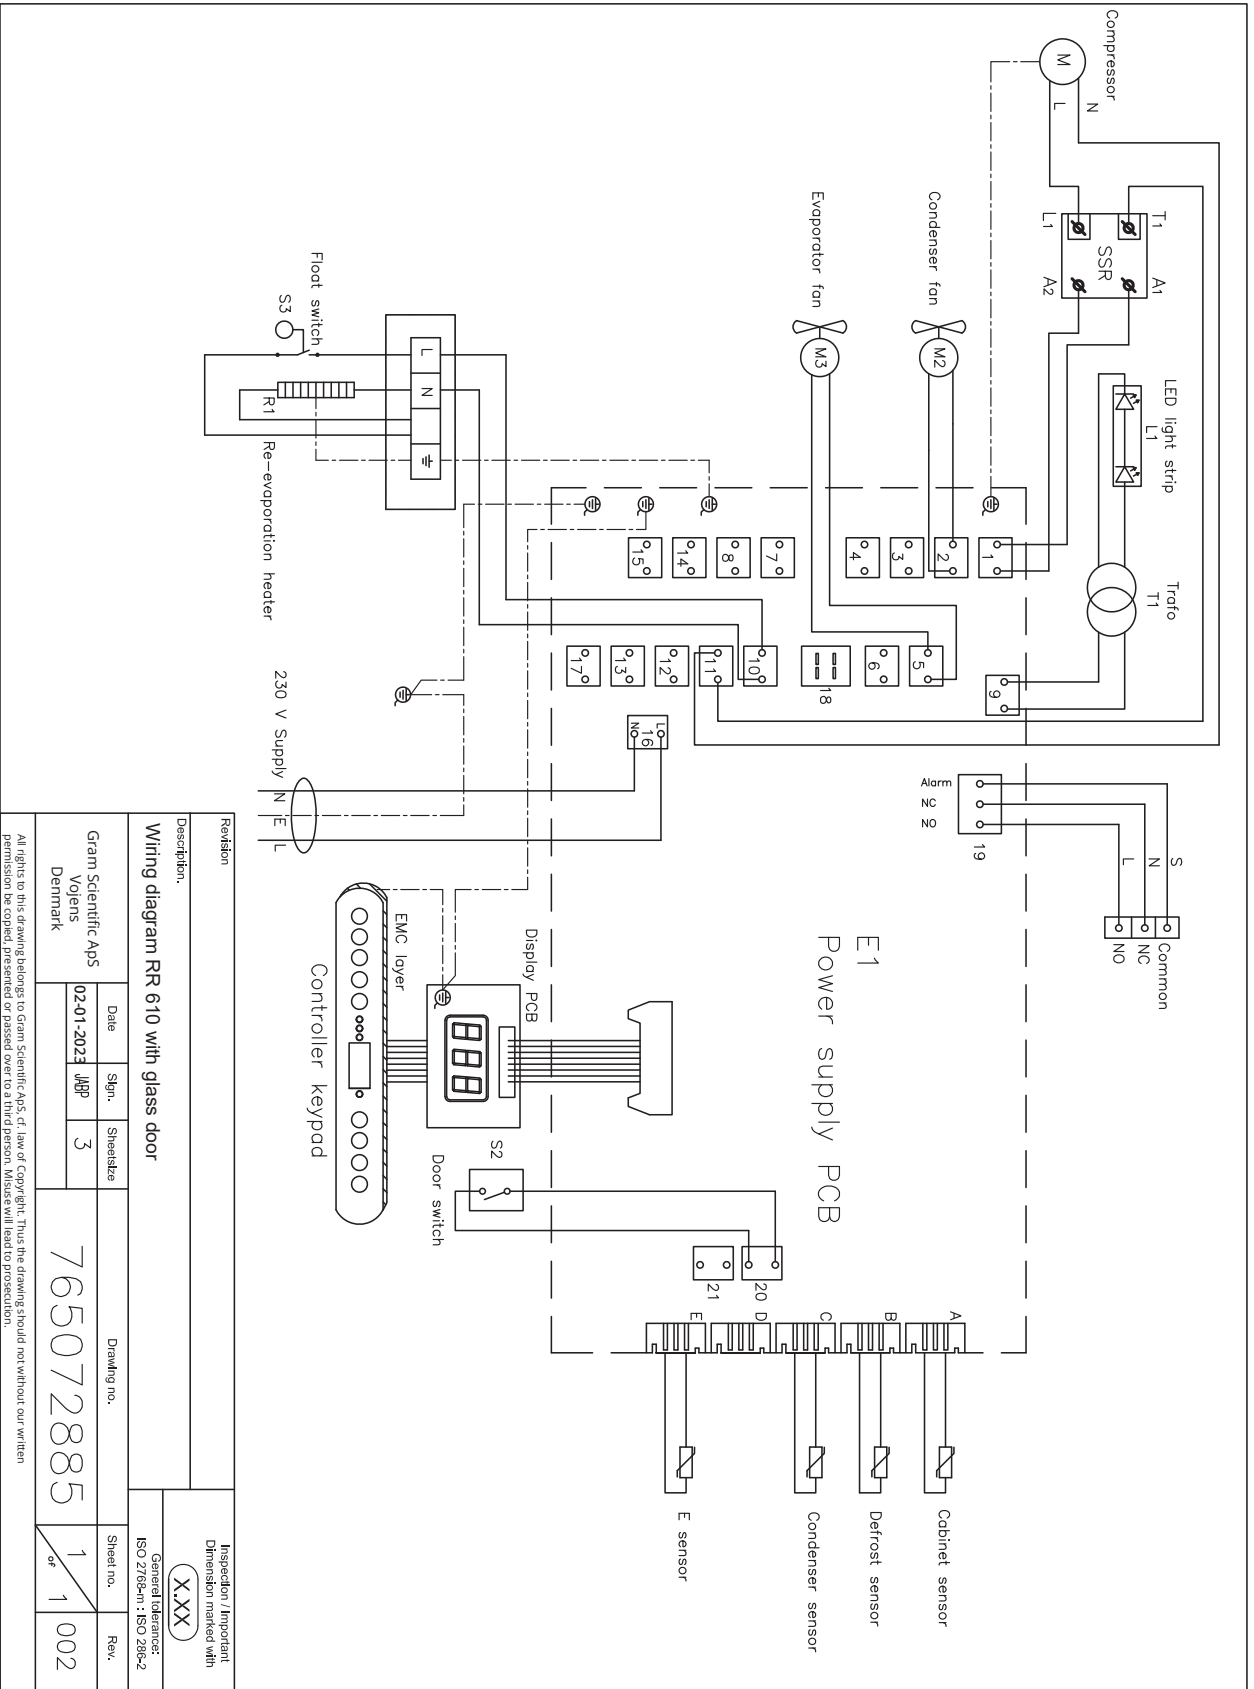 Compressor
M
N
L
T1
L1
SSR
A1
A2
LED light strip
L1
Trafo
T1
Condenser fan
M2
Evaporator fan
M3
Float switch
S3
L
N
R1
Re-evaporation heater
1
2
3
4
7
8
14
15
9
5
6
18
10
11
12
13
17
L
16
N
230 V Supply
N
E
L
Alarm
NC
NO
19
S
N
L
Common
NC
NO
E1
Power supply PCB
Display PCB
EMC layer
Controller keypad
S2
Door switch
20
21
A
B
C
D
E
Cabinet sensor
Defrost sensor
Condenser sensor
E sensor
Revision
Description.
Wiring diagram RR 610 with glass door
Inspection / Important
Dimension marked with
X.XX
Generel tolerance:
ISO 2768-m : ISO 286-2
Gram Scientific ApS
Vojens
Denmark
Date
Sign.
Sheetsize
Drawing no.
Sheet no.
Rev.
02-01-2023
JABP
3
765072885
1 of 1
002
All rights to this drawing belongs to Gram Scientific ApS, cf. law of Copyright. Thus the drawing should not without our written
permission be copied, presented or passed over to a third person. Misuse will lead to prosecution.